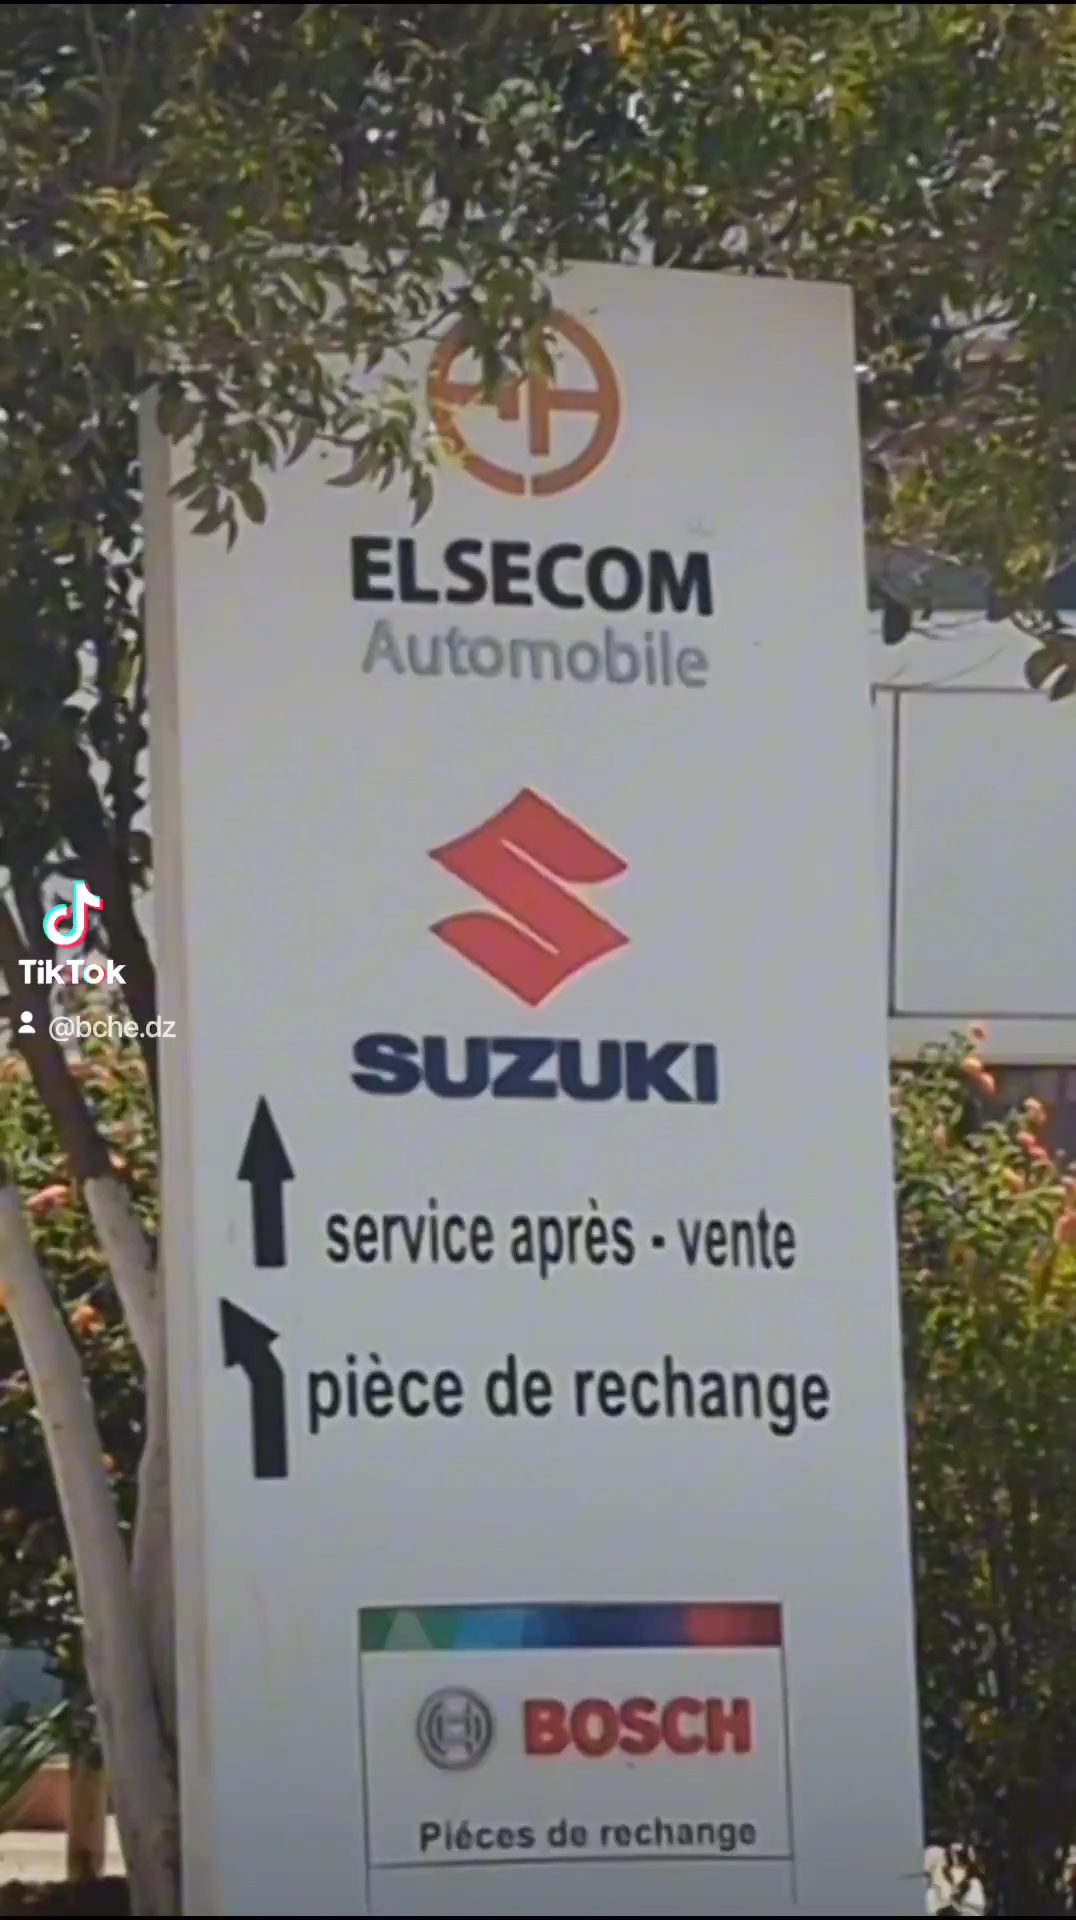 ELSECOM
Automobile
SUZUKI
TikTok
@bche.dz
service après - vente
pièce de rechange
BOSCH
Piéces de rechange